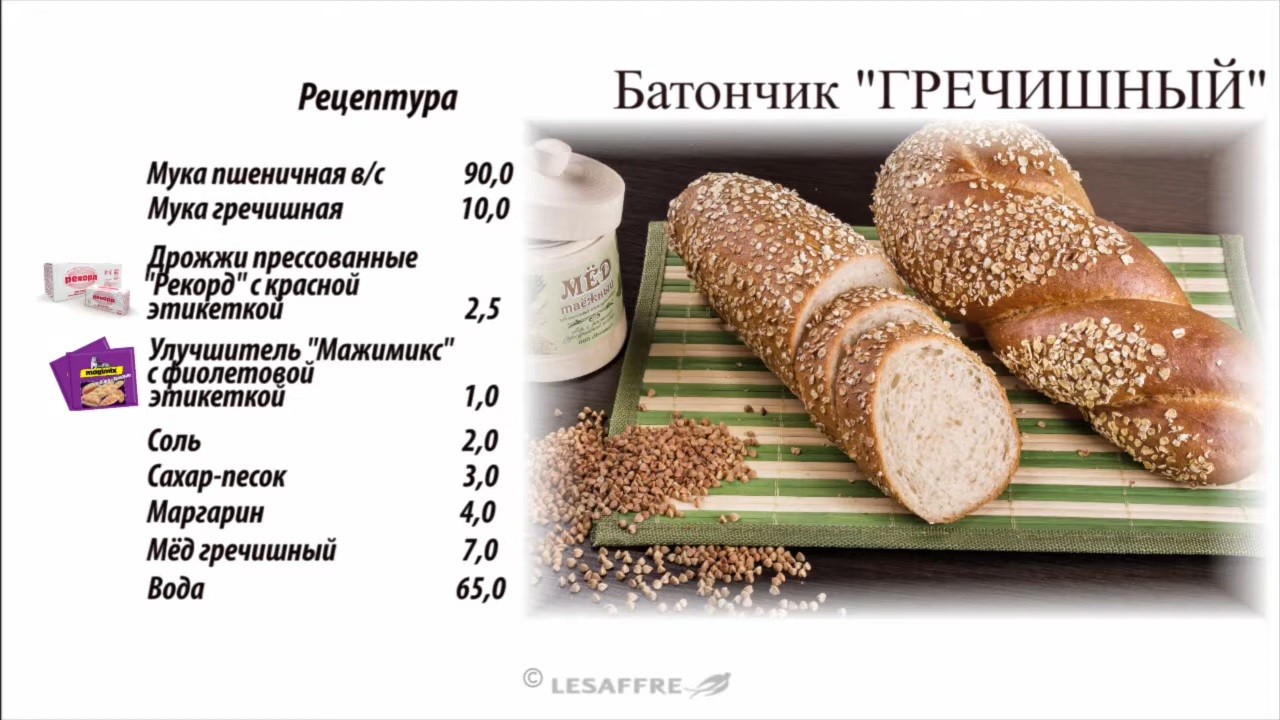 Рецептура
Батончик "ГРЕЧИШНЫЙ"
Мука пшеничная в/с 90,0
Мука гречишная 10,0
Дрожжи прессованные
"Рекорд" с красной
этикеткой 2,5
рекорд
Улучшитель "Мажимикс"
с фиолетовой
этикеткой 1,0
magimix
Соль 2,0
Сахар-песок 3,0
Маргарин 4,0
Мёд гречишный 7,0
Вода 65,0
МЁД
таёжный
© LESAFFRE